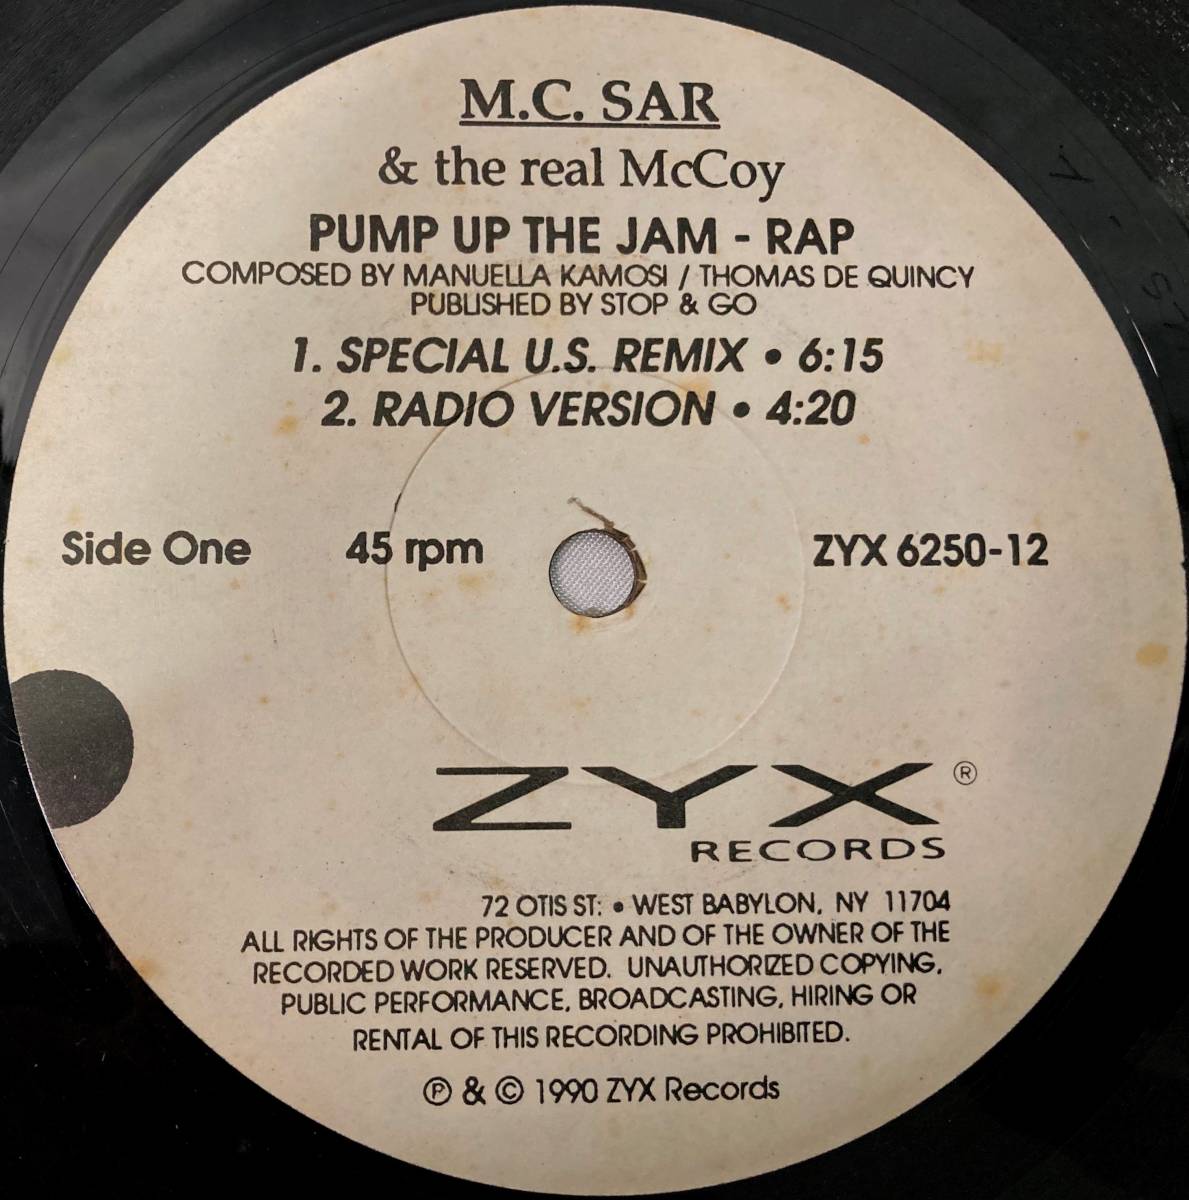 M.C. SAR
& the real McCoy
PUMP UP THE JAM - RAP
COMPOSED BY MANUELLA KAMOSI / THOMAS DE QUINCY
PUBLISHED BY STOP & GO
1. SPECIAL U.S. REMIX • 6:15
2. RADIO VERSION • 4:20
Side One 45 rpm ZYX 6250-12
ZYX ®
RECORDS
72 OTIS ST: • WEST BABYLON, NY 11704
ALL RIGHTS OF THE PRODUCER AND OF THE OWNER OF THE
RECORDED WORK RESERVED. UNAUTHORIZED COPYING,
PUBLIC PERFORMANCE, BROADCASTING, HIRING OR
RENTAL OF THIS RECORDING PROHIBITED.
℗ & © 1990 ZYX Records